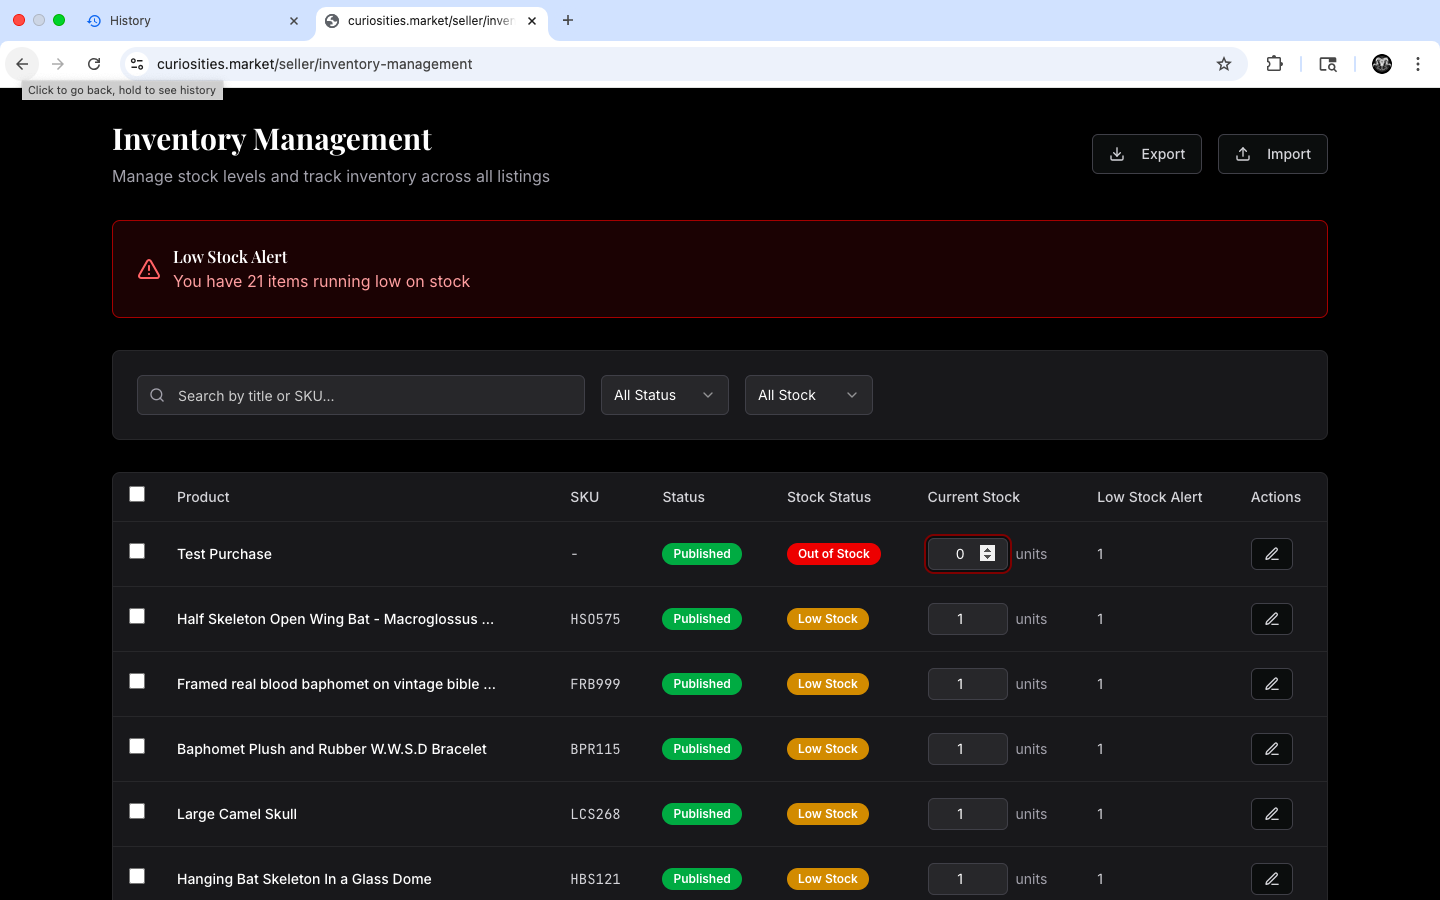 History
curiosities.market/seller/inver
curiosities.market/seller/inventory-management
Click to go back, hold to see history
Inventory Management
Manage stock levels and track inventory across all listings
Export
Import
Low Stock Alert
You have 21 items running low on stock
Search by title or SKU...
All Status
All Stock
Product SKU Status Stock Status Current Stock Low Stock Alert Actions
Test Purchase - Published Out of Stock 0 units 1
Half Skeleton Open Wing Bat - Macroglossus ... HSO575 Published Low Stock 1 units 1
Framed real blood baphomet on vintage bible ... FRB999 Published Low Stock 1 units 1
Baphomet Plush and Rubber W.W.S.D Bracelet BPR115 Published Low Stock 1 units 1
Large Camel Skull LCS268 Published Low Stock 1 units 1
Hanging Bat Skeleton In a Glass Dome HBS121 Published Low Stock 1 units 1